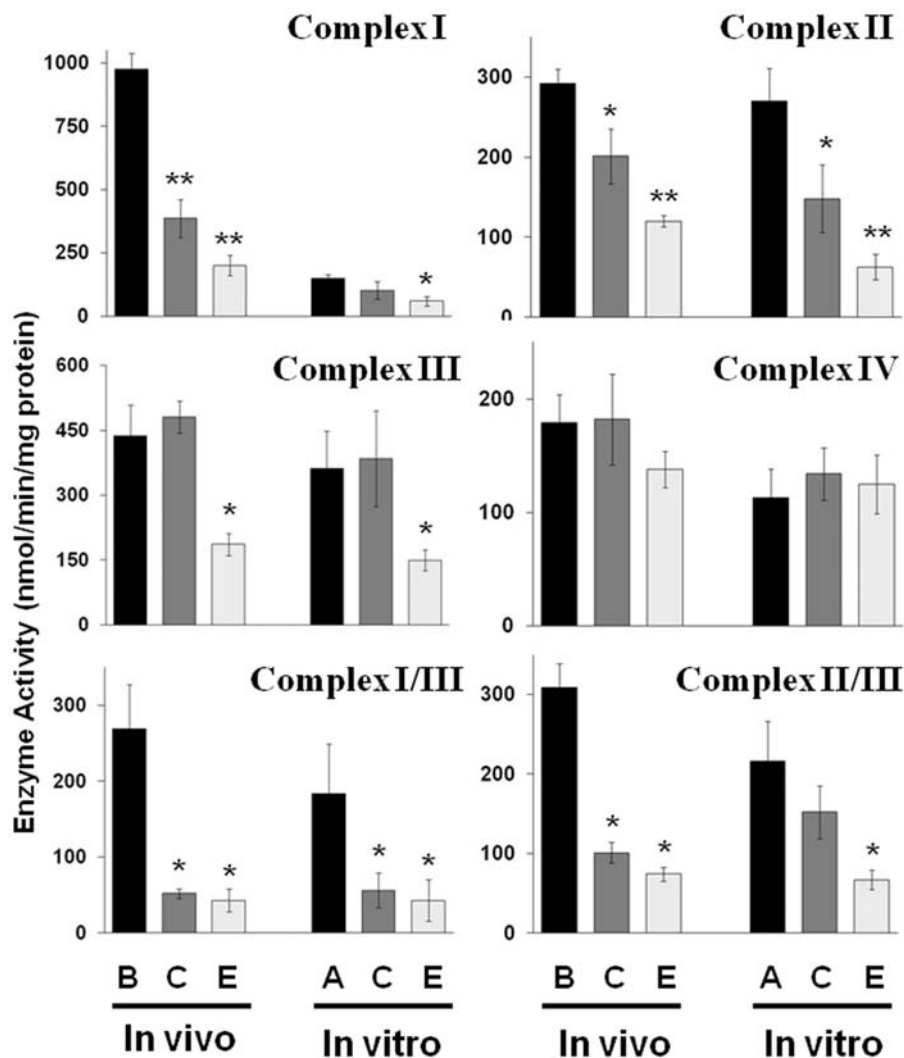 Complex I
1000
750
500
250
0
** ** *
Complex II
300
200
100
0
* ** * **
Complex III
600
450
300
150
0
* *
Complex IV
200
100
0
Complex I/III
300
200
100
0
* * * *
Complex II/III
300
200
100
0
* * *
Enzyme Activity (nmol/min/mg protein)
B C E A C E B C E A C E
In vivo In vitro In vivo In vitro